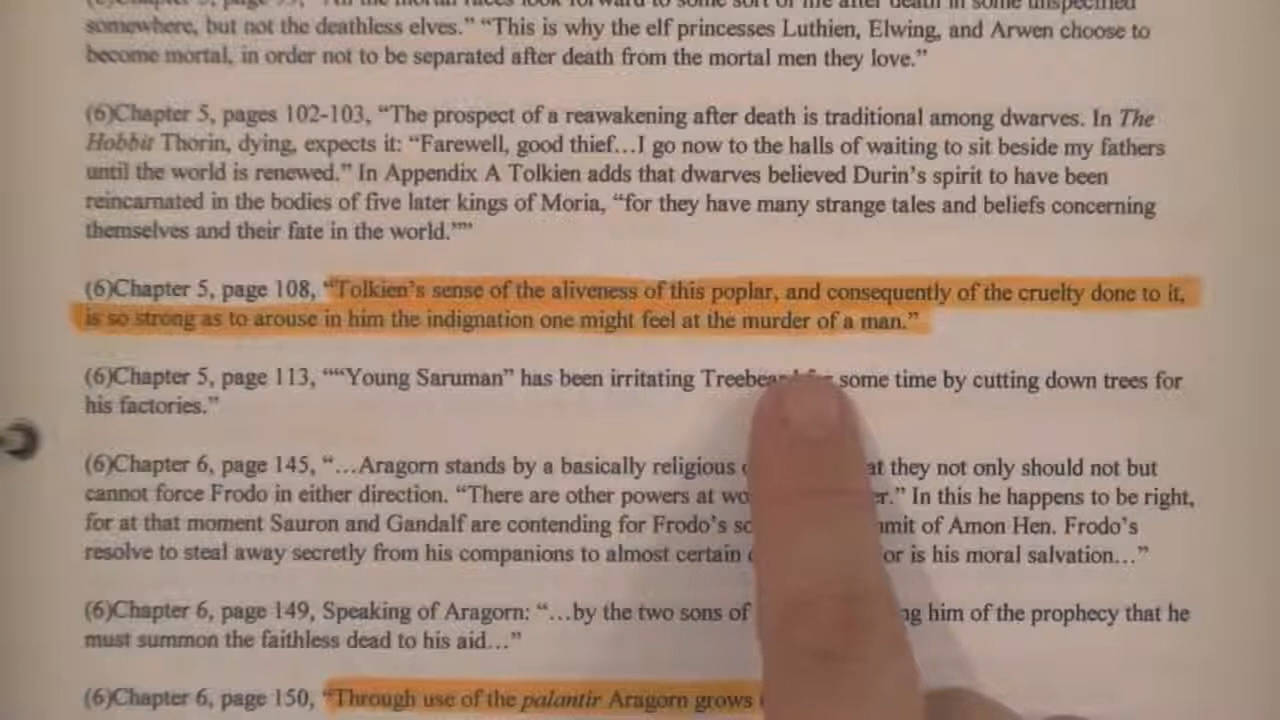 somewhere, but not the deathless elves.” “This is why the elf princesses Luthien, Elwing, and Arwen choose to
become mortal, in order not to be separated after death from the mortal men they love.”
(6)Chapter 5, pages 102-103, “The prospect of a reawakening after death is traditional among dwarves. In The
Hobbit Thorin, dying, expects it: “Farewell, good thief…I go now to the halls of waiting to sit beside my fathers
until the world is renewed.” In Appendix A Tolkien adds that dwarves believed Durin’s spirit to have been
reincarnated in the bodies of five later kings of Moria, “for they have many strange tales and beliefs concerning
themselves and their fate in the world.””
(6)Chapter 5, page 108, “Tolkien’s sense of the aliveness of this poplar, and consequently of the cruelty done to it,
is so strong as to arouse in him the indignation one might feel at the murder of a man.”
(6)Chapter 5, page 113, ““Young Saruman” has been irritating some time by cutting down trees for
his factories.”
(6)Chapter 6, page 145, “…Aragorn stands by a basically religious they not only should not but
cannot force Frodo in either direction. “There are other powers at In this he happens to be right,
for at that moment Sauron and Gandalf are contending for Frodo’s of Amon Hen. Frodo’s
resolve to steal away secretly from his companions to almost certain is his moral salvation…”
(6)Chapter 6, page 149, Speaking of Aragorn: “…by the two sons of him of the prophecy that he
must summon the faithless dead to his aid…”
(6)Chapter 6, page 150, “Through use of the palantir Aragorn grows